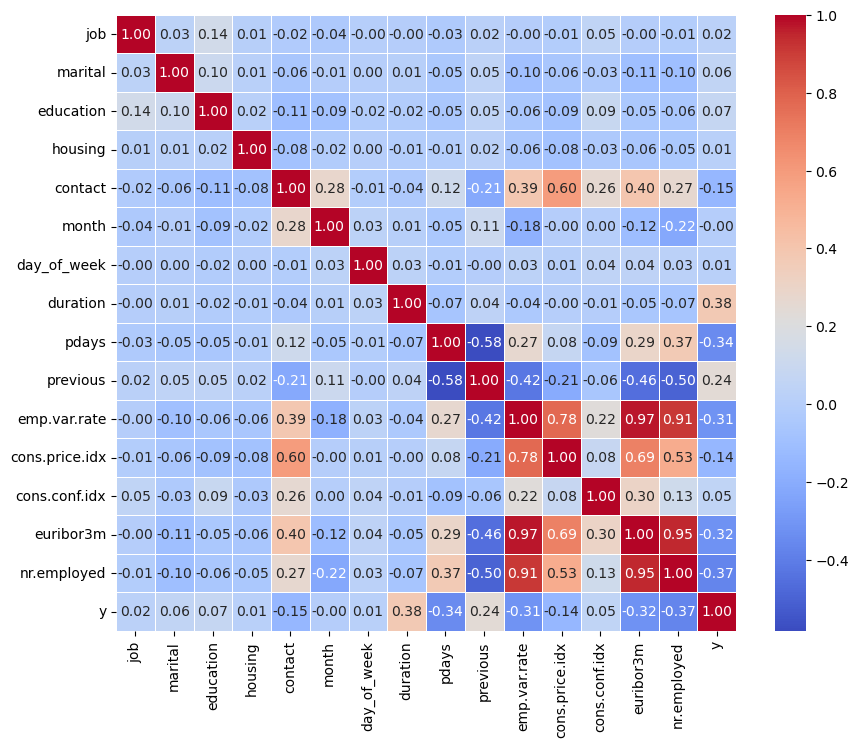 job 1.00 0.03 0.14 0.01 -0.02 -0.04 -0.00 -0.00 -0.03 0.02 -0.00 -0.01 0.05 -0.00 -0.01 0.02
marital 0.03 1.00 0.10 0.01 -0.06 -0.01 0.00 0.01 -0.05 0.05 -0.10 -0.06 -0.03 -0.11 -0.10 0.06
education 0.14 0.10 1.00 0.02 -0.11 -0.09 -0.02 -0.02 -0.05 0.05 -0.06 -0.09 0.09 -0.05 -0.06 0.07
housing 0.01 0.01 0.02 1.00 -0.08 -0.02 0.00 -0.01 -0.01 0.02 -0.06 -0.08 -0.03 -0.06 -0.05 0.01
contact -0.02 -0.06 -0.11 -0.08 1.00 0.28 -0.01 -0.04 0.12 -0.21 0.39 0.60 0.26 0.40 0.27 -0.15
month -0.04 -0.01 -0.09 -0.02 0.28 1.00 0.03 0.01 -0.05 0.11 -0.18 -0.00 0.00 -0.12 -0.22 -0.00
day_of_week -0.00 0.00 -0.02 0.00 -0.01 0.03 1.00 0.03 -0.01 -0.00 0.03 0.01 0.04 0.04 0.03 0.01
duration -0.00 0.01 -0.02 -0.01 -0.04 0.01 0.03 1.00 -0.07 0.04 -0.04 -0.00 -0.01 -0.05 -0.07 0.38
pdays -0.03 -0.05 -0.05 -0.01 0.12 -0.05 -0.01 -0.07 1.00 -0.58 0.27 0.08 -0.09 0.29 0.37 -0.34
previous 0.02 0.05 0.05 0.02 -0.21 0.11 -0.00 0.04 -0.58 1.00 -0.42 -0.21 -0.06 -0.46 -0.50 0.24
emp.var.rate -0.00 -0.10 -0.06 -0.06 0.39 -0.18 0.03 -0.04 0.27 -0.42 1.00 0.78 0.22 0.97 0.91 -0.31
cons.price.idx -0.01 -0.06 -0.09 -0.08 0.60 -0.00 0.01 -0.00 0.08 -0.21 0.78 1.00 0.08 0.69 0.53 -0.14
cons.conf.idx 0.05 -0.03 0.09 -0.03 0.26 0.00 0.04 -0.01 -0.09 -0.06 0.22 0.08 1.00 0.30 0.13 0.05
euribor3m -0.00 -0.11 -0.05 -0.06 0.40 -0.12 0.04 -0.05 0.29 -0.46 0.97 0.69 0.30 1.00 0.95 -0.32
nr.employed -0.01 -0.10 -0.06 -0.05 0.27 -0.22 0.03 -0.07 0.37 -0.50 0.91 0.53 0.13 0.95 1.00 -0.37
y 0.02 0.06 0.07 0.01 -0.15 -0.00 0.01 0.38 -0.34 0.24 -0.31 -0.14 0.05 -0.32 -0.37 1.00
job marital education housing contact month day_of_week duration pdays previous emp.var.rate cons.price.idx cons.conf.idx euribor3m nr.employed y
1.0
0.8
0.6
0.4
0.2
0.0
−0.2
−0.4